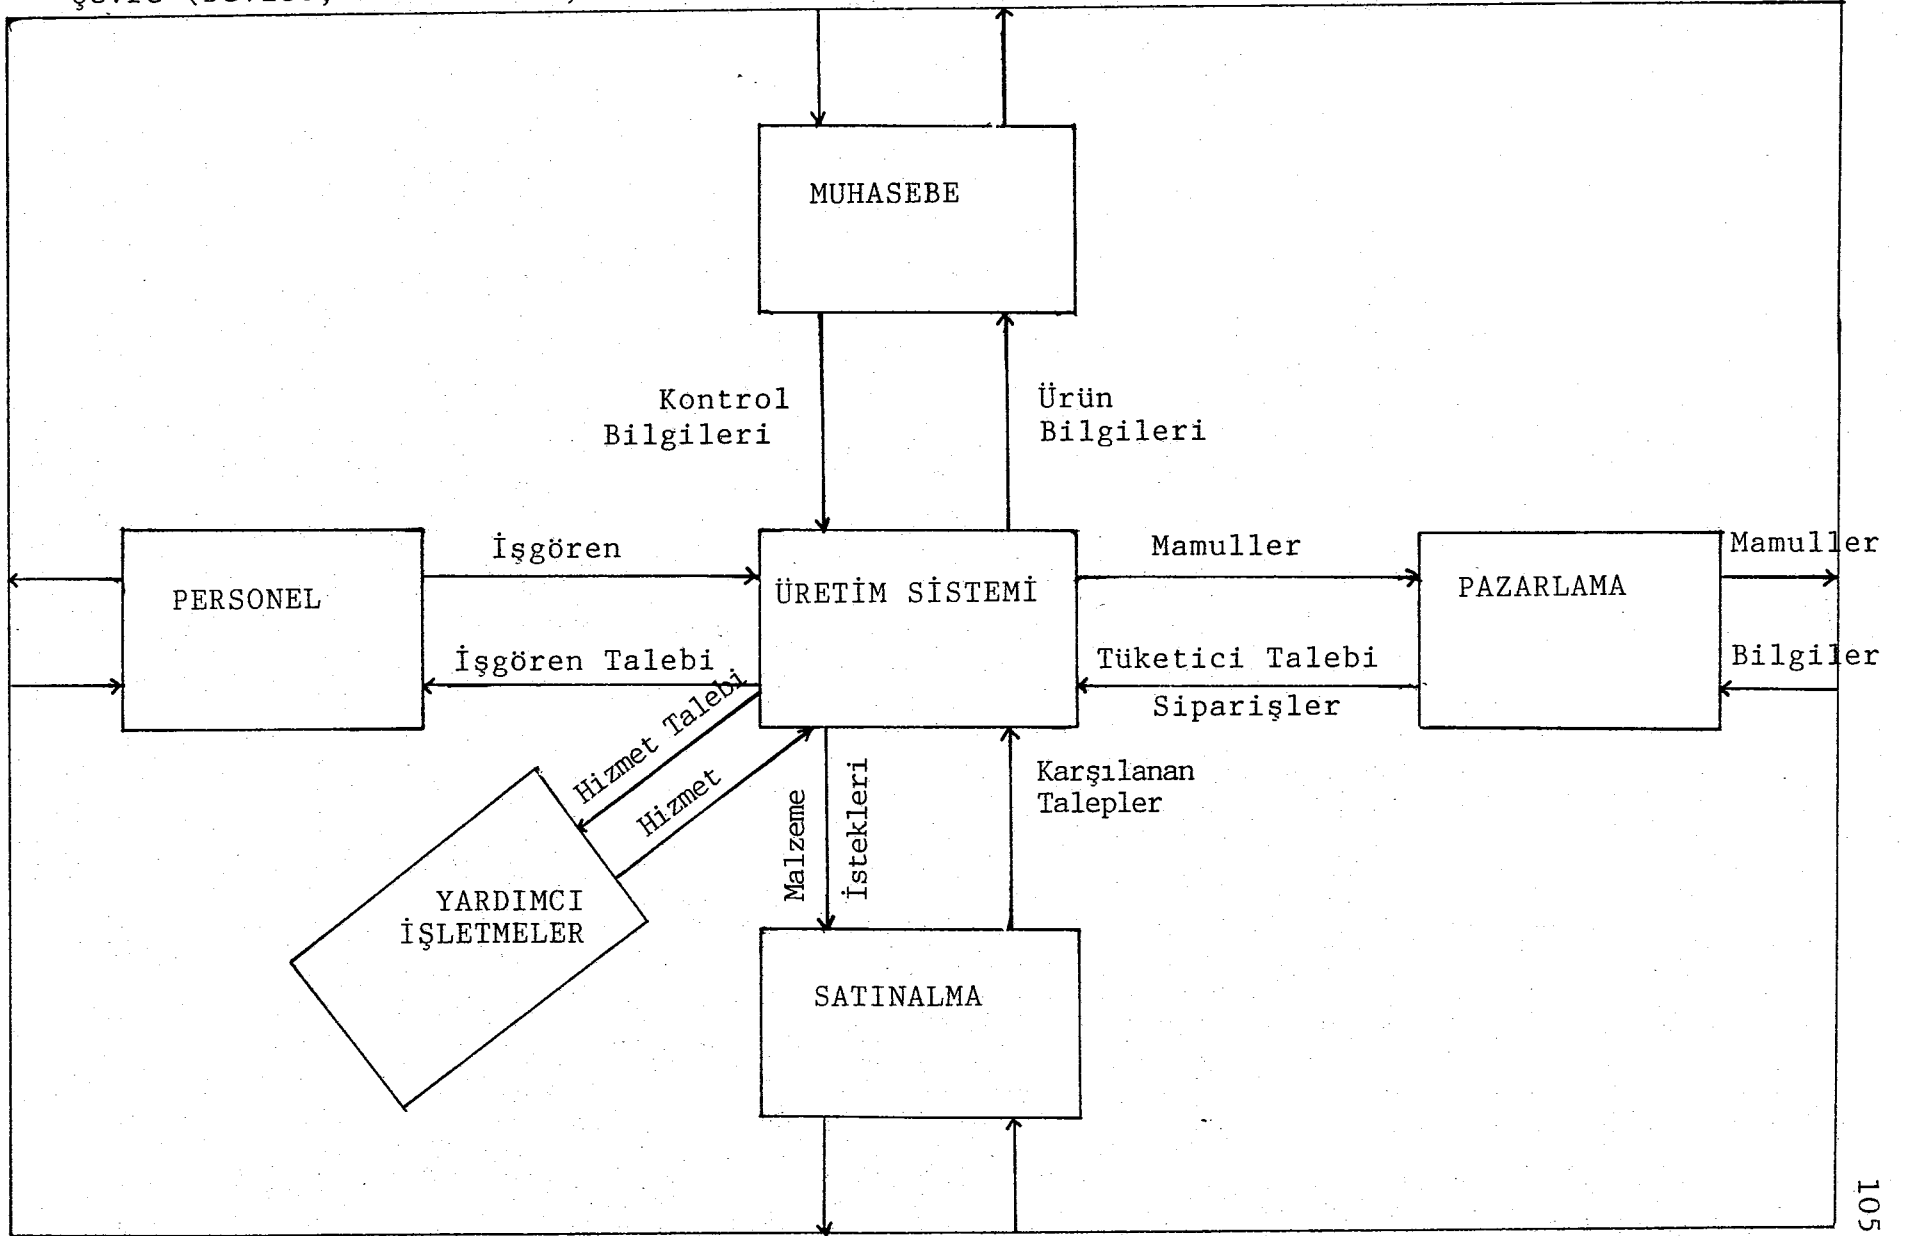 MUHASEBE
Kontrol
Bilgileri
Ürün
Bilgileri
İşgören
Mamuller
Mamuller
PERSONEL
ÜRETİM SİSTEMİ
PAZARLAMA
İşgören Talebi
Tüketici Talebi
Siparişler
Bilgiler
Hizmet Talebi
Hizmet
Malzeme
İstekleri
Karşılanan
Talepler
YARDIMCI
İŞLETMELER
SATINALMA
105